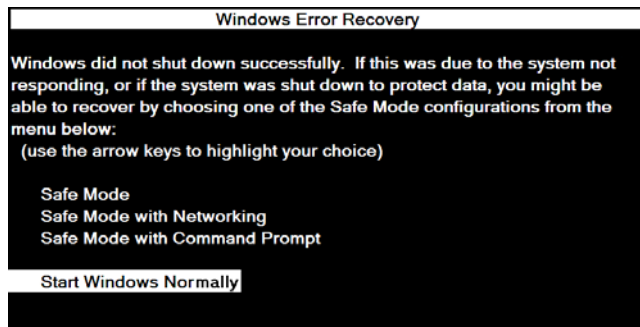 Windows Error Recovery
Windows did not shut down successfully. If this was due to the system not
responding, or if the system was shut down to protect data, you might be
able to recover by choosing one of the Safe Mode configurations from the
menu below:
(use the arrow keys to highlight your choice)
Safe Mode
Safe Mode with Networking
Safe Mode with Command Prompt
Start Windows Normally